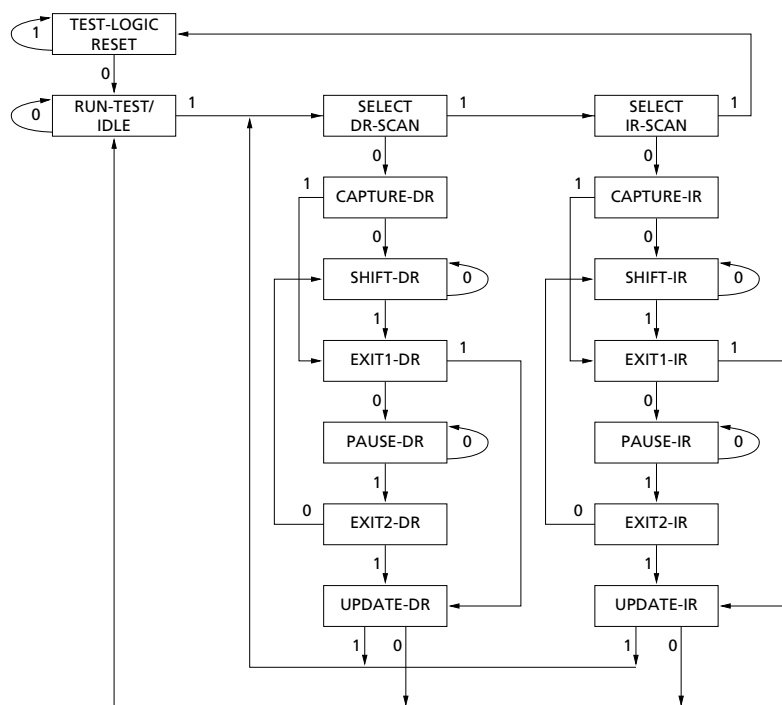 TEST-LOGIC
RESET
1
0
RUN-TEST/
IDLE
0
1
SELECT
DR-SCAN
1
SELECT
IR-SCAN
1
0
0
1
CAPTURE-DR
1
CAPTURE-IR
0
0
SHIFT-DR
0
SHIFT-IR
0
1
1
EXIT1-DR
1
EXIT1-IR
1
0
0
PAUSE-DR
0
PAUSE-IR
0
1
1
0
EXIT2-DR
0
EXIT2-IR
1
1
UPDATE-DR
UPDATE-IR
1
0
1
0